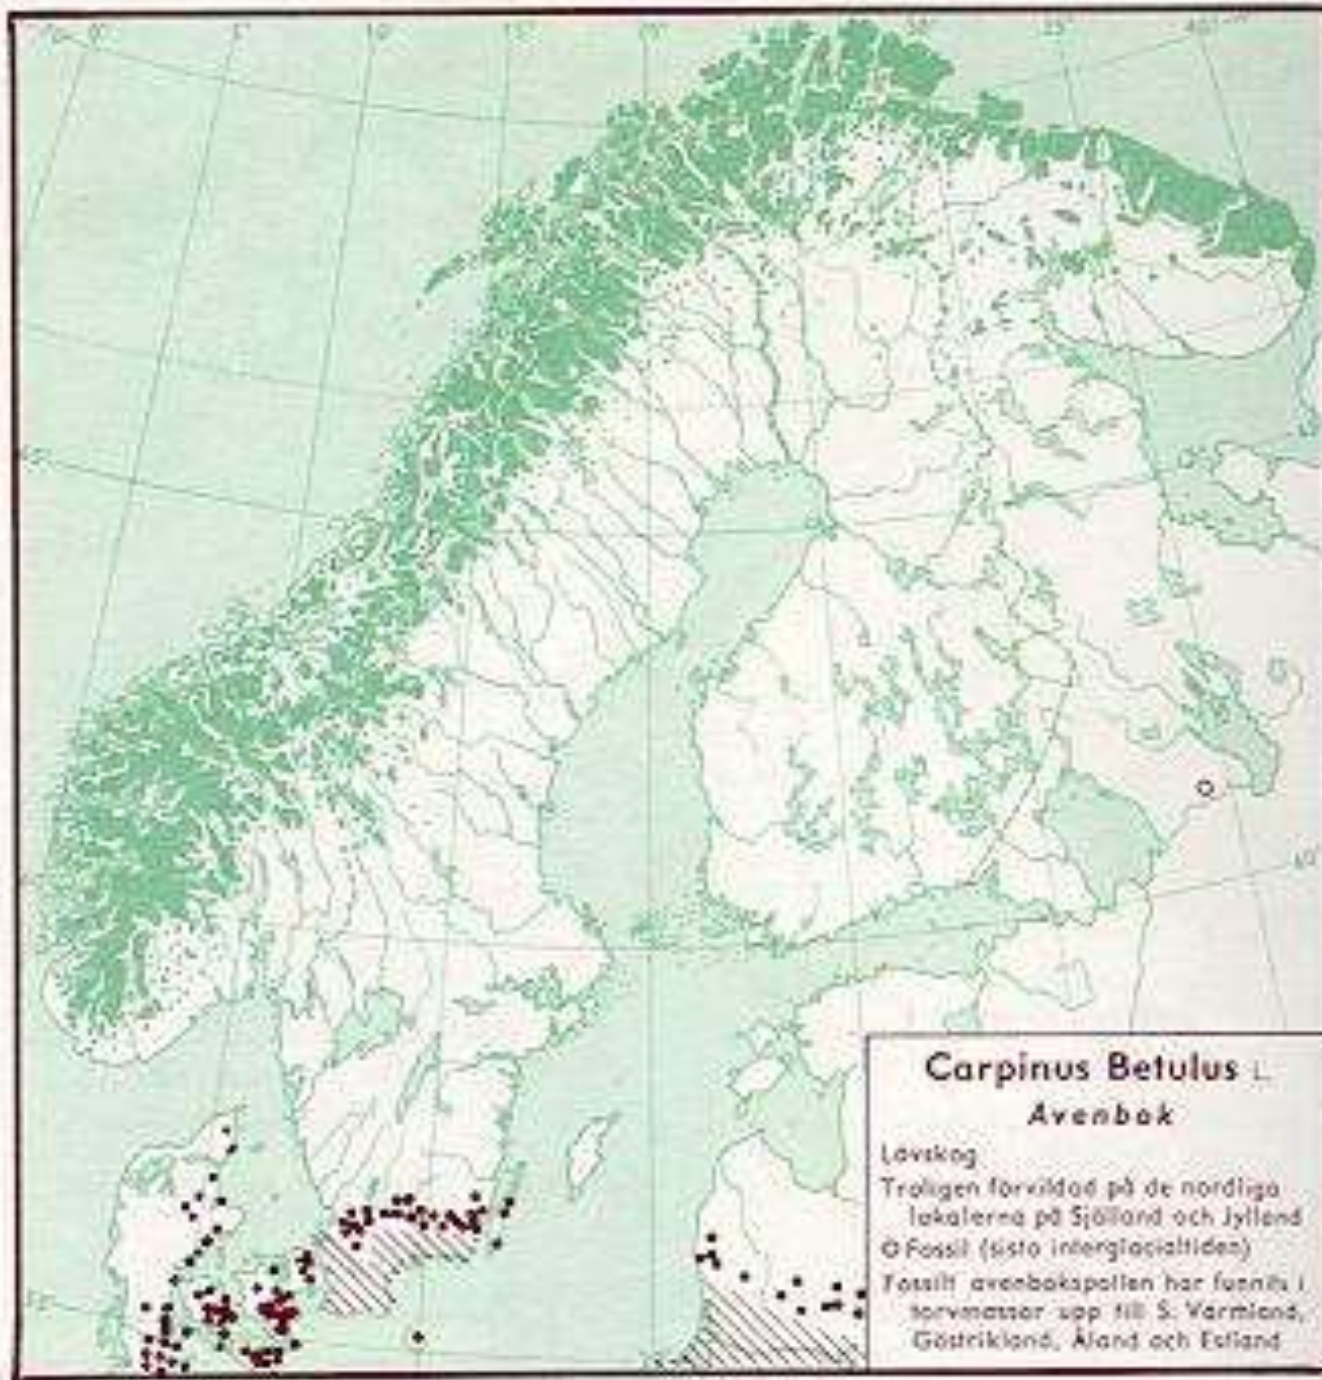 Carpinus Betulus L.
Avenbok
Lövskog
Troligen förvildad på de nordliga
lokalerna på Själland och Jylland
O Fossil (sista interglacialtiden)
Fossilt avenbokspollen har funnits i
torvmossar upp till S. Värmland,
Gästrikland, Åland och Estland